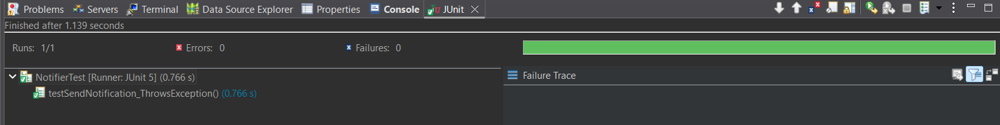 Problems Servers Terminal Data Source Explorer Properties Console JUnit
Finished after 1.139 seconds
Runs: 1/1 Errors: 0 Failures: 0
NotifierTest [Runner: JUnit 5] (0.766 s)
Failure Trace
testSendNotification_ThrowsException() (0.766 s)